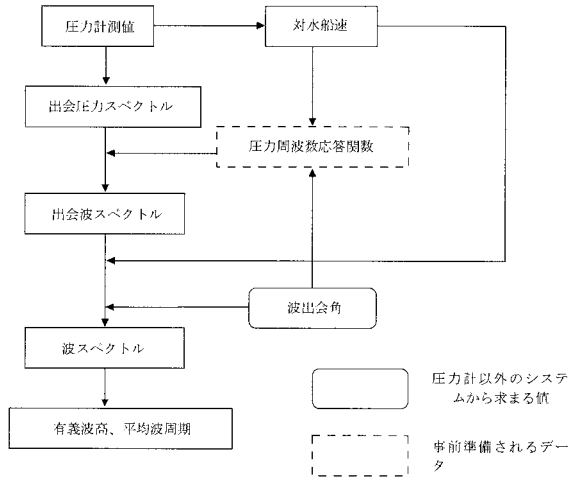 圧力計測値
対水船速
出会圧力スペクトル
圧力周波数応答関数
出会波スペクトル
波出会角
波スペクトル
有義波高、平均波周期
圧力計以外のシステ
ムから求まる値
事前準備されるデー
タ